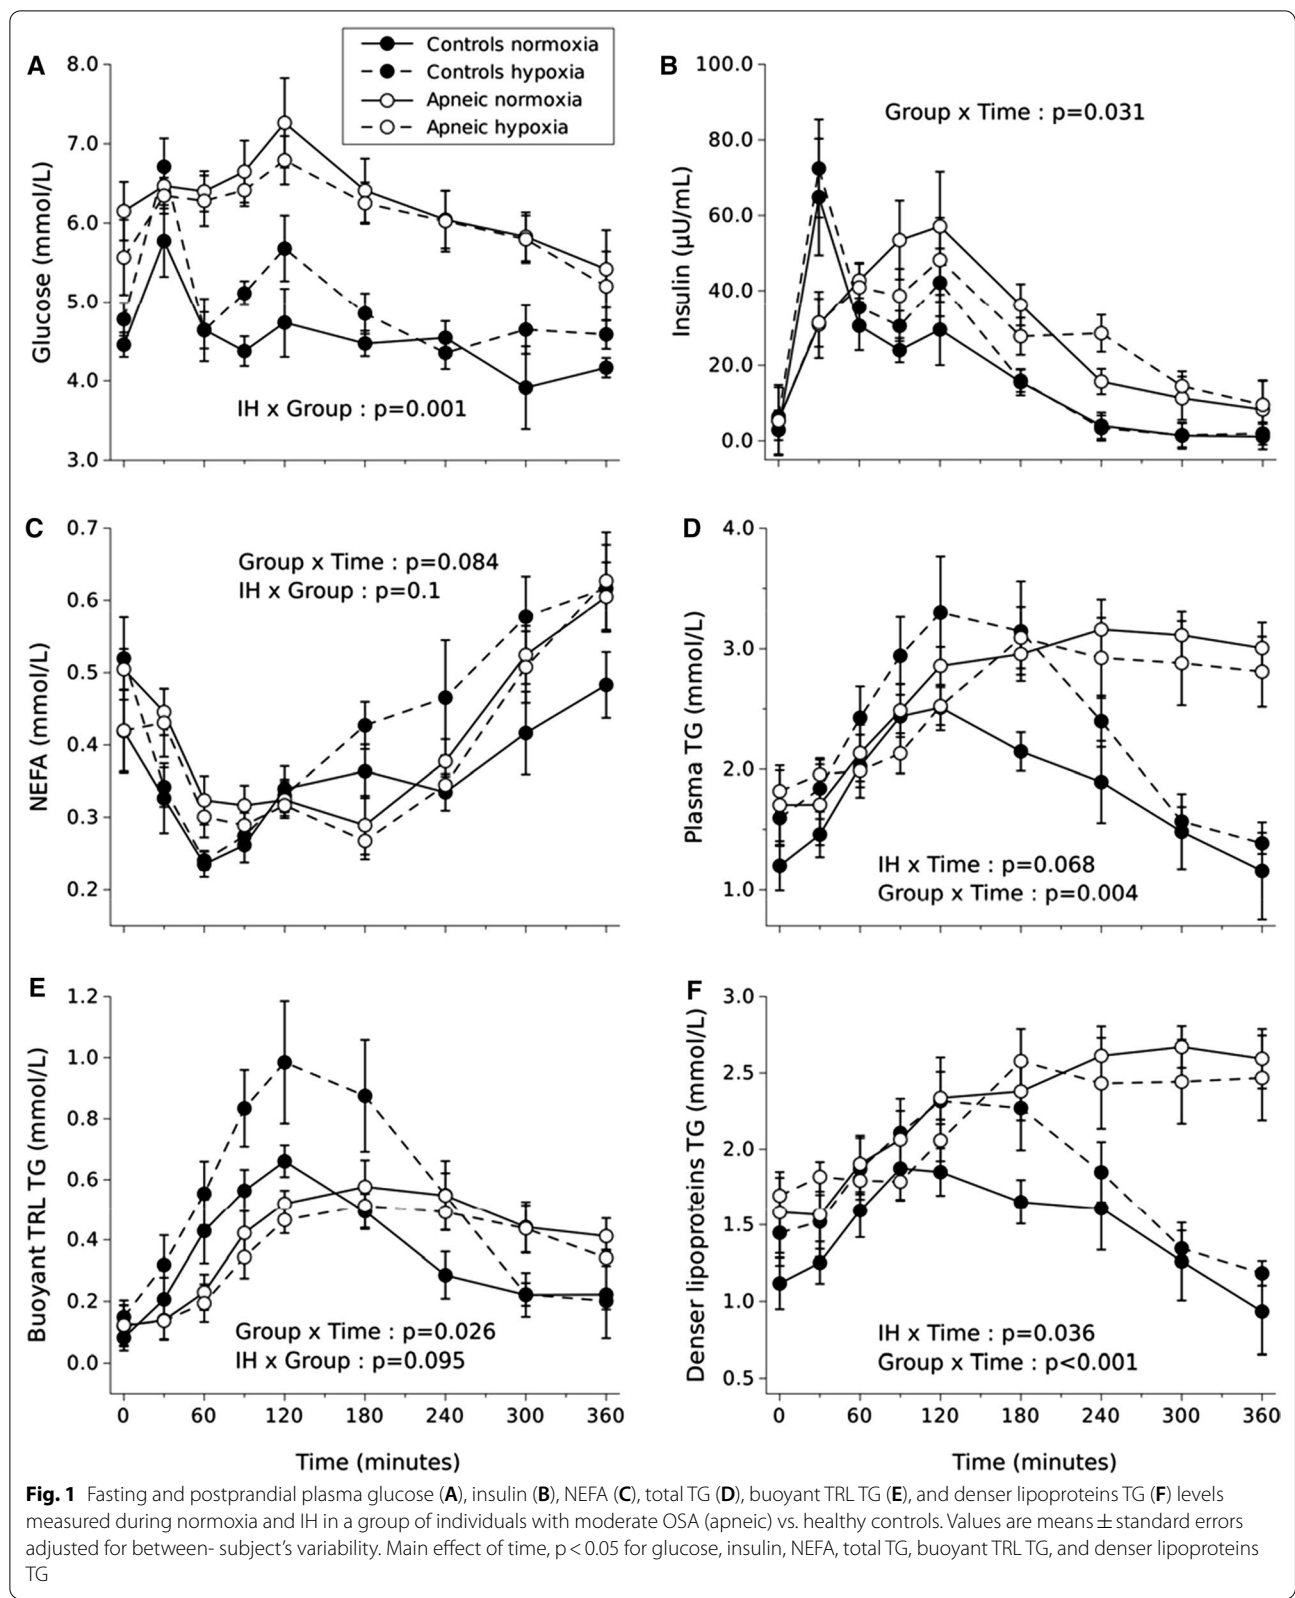 Controls normoxia
Controls hypoxia
Apneic normoxia
Apneic hypoxia
A
Glucose (mmol/L)
8.0
7.0
6.0
5.0
4.0
3.0
IH x Group : p=0.001
B
Insulin (µU/mL)
100.0
80.0
60.0
40.0
20.0
0.0
Group x Time : p=0.031
C
NEFA (mmol/L)
0.7
0.6
0.5
0.4
0.3
0.2
Group x Time : p=0.084
IH x Group : p=0.1
D
Plasma TG (mmol/L)
4.0
3.0
2.0
1.0
IH x Time : p=0.068
Group x Time : p=0.004
E
Buoyant TRL TG (mmol/L)
1.2
1.0
0.8
0.6
0.4
0.2
0.0
Group x Time : p=0.026
IH x Group : p=0.095
0 60 120 180 240 300 360
Time (minutes)
F
Denser lipoproteins TG (mmol/L)
3.0
2.5
2.0
1.5
1.0
0.5
IH x Time : p=0.036
Group x Time : p<0.001
0 60 120 180 240 300 360
Time (minutes)
Fig. 1 Fasting and postprandial plasma glucose (A), insulin (B), NEFA (C), total TG (D), buoyant TRL TG (E), and denser lipoproteins TG (F) levels
measured during normoxia and IH in a group of individuals with moderate OSA (apneic) vs. healthy controls. Values are means ± standard errors
adjusted for between- subject's variability. Main effect of time, p < 0.05 for glucose, insulin, NEFA, total TG, buoyant TRL TG, and denser lipoproteins
TG